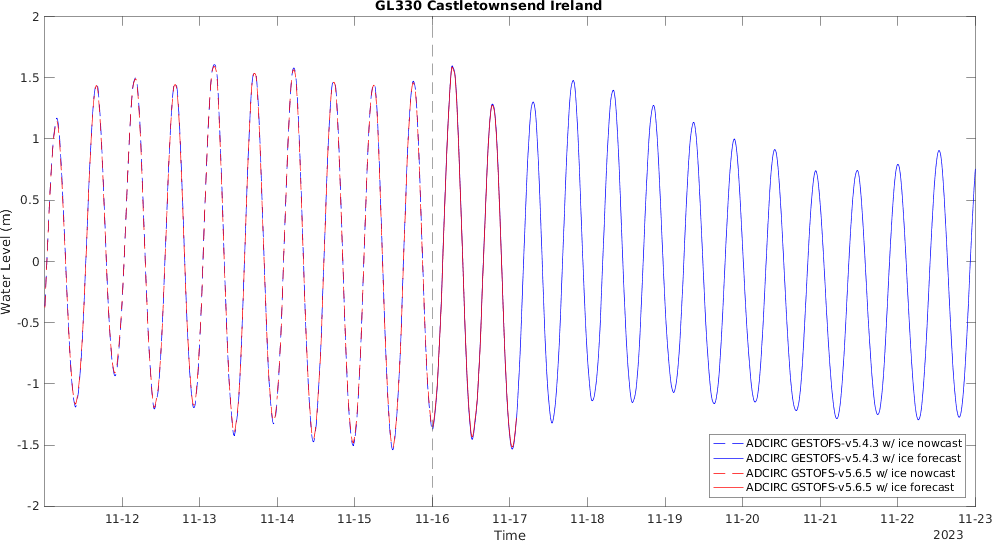 GL330 Castletownsend Ireland
2
1.5
1
0.5
0
-0.5
-1
-1.5
-2
Water Level (m)
11-12 11-13 11-14 11-15 11-16 11-17 11-18 11-19 11-20 11-21 11-22 11-23
Time
2023
ADCIRC GESTOFS-v5.4.3 w/ ice nowcast
ADCIRC GESTOFS-v5.4.3 w/ ice forecast
ADCIRC GSTOFS-v5.6.5 w/ ice nowcast
ADCIRC GSTOFS-v5.6.5 w/ ice forecast